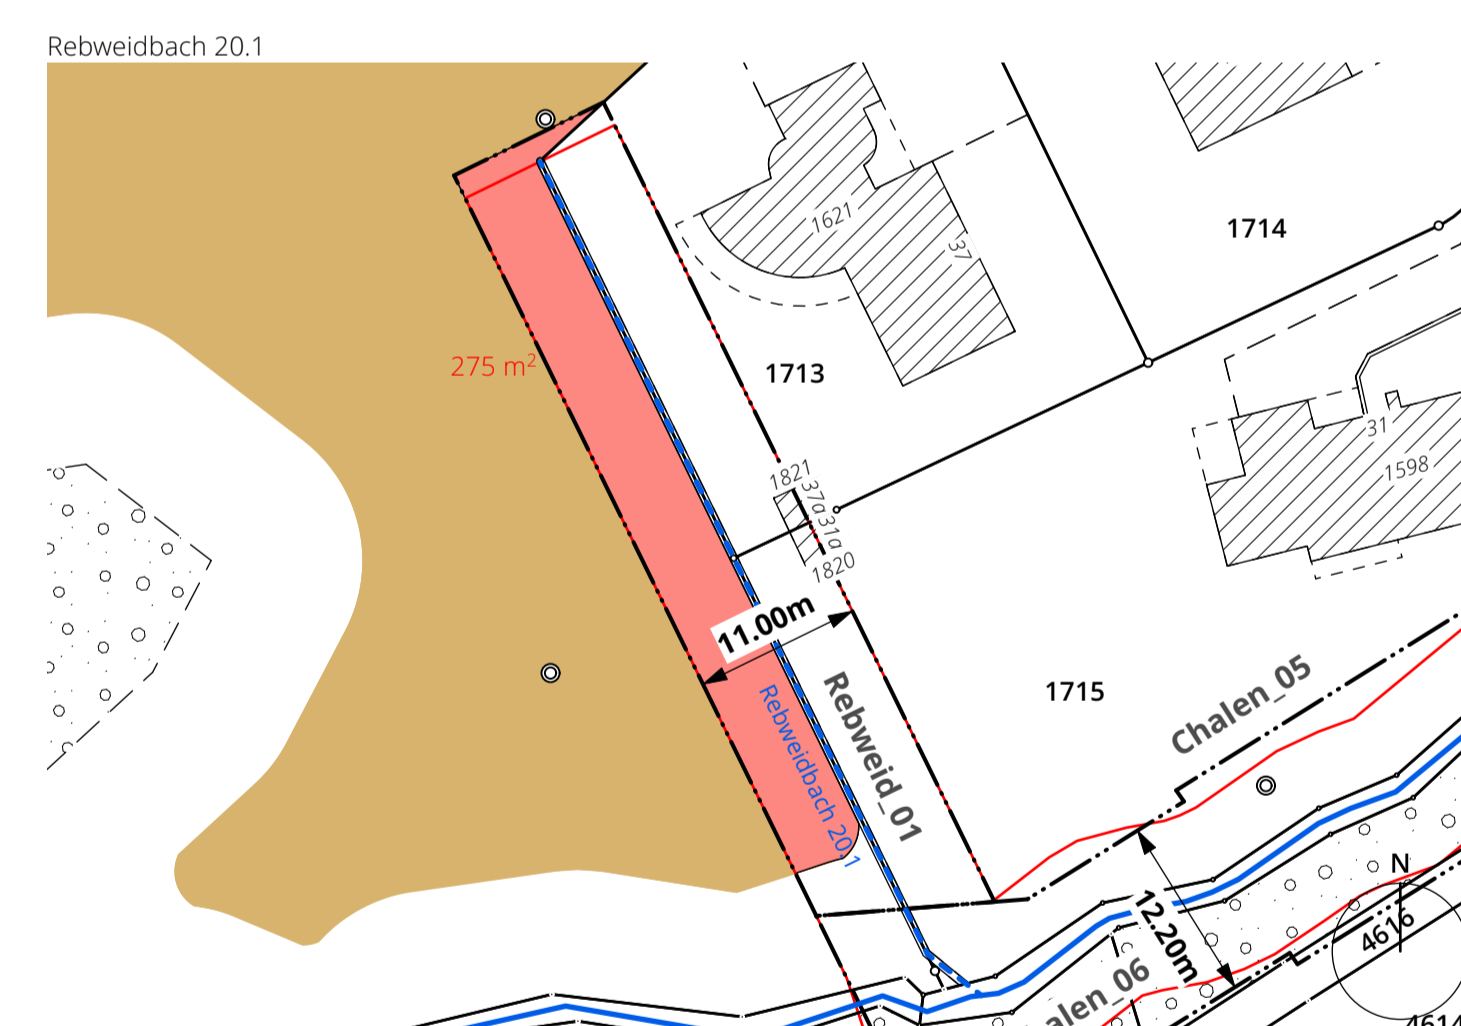 Rebweidbach 20.1
1621
37
1714
275 m²
1713
31
1598
1821
37a
31a
1820
11.00m
Rebweidbach 20.1
Rebweid_01
1715
Chalen_05
12.20m
N
4616
alen_06
4614